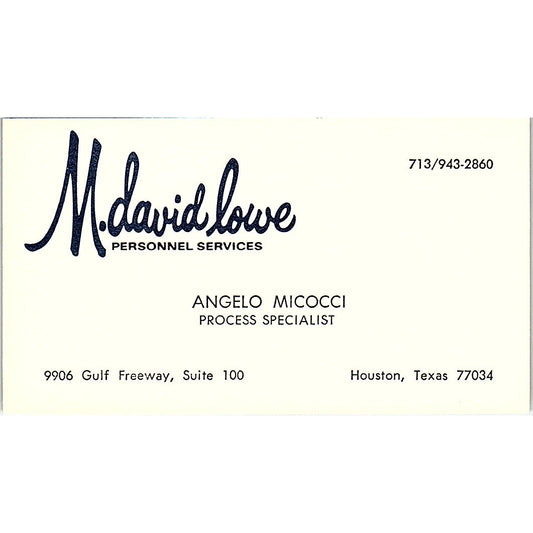 713/943-2860
M. david lowe
PERSONNEL SERVICES
ANGELO MICOCCI
PROCESS SPECIALIST
9906 Gulf Freeway, Suite 100
Houston, Texas 77034